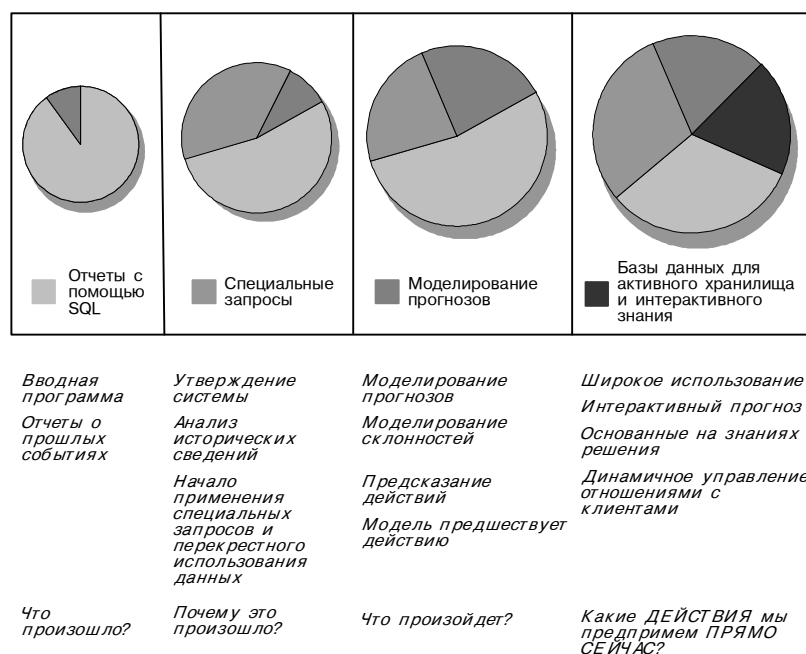 Отчеты с
помощью
SQL
Специальные
запросы
Моделирование
прогнозов
Базы данных для
активного хранилища
и интерактивного
знания
Вводная
программа
Отчеты о
прошлых
событиях
Что
произошло?
Утверждение
системы
Анализ
исторических
сведений
Начало
применения
специальных
запросов и
перекрестного
использования
данных
Почему это
произошло?
Моделирование
прогнозов
Моделирование
склонностей
Предсказание
действий
Модель предшествует
действию
Что произойдет?
Широкое использование
Интерактивный прогноз
Основанные на знаниях
решения
Динамичное управление
отношениями с
клиентами
Какие ДЕЙСТВИЯ мы
предпримем ПРЯМО
СЕЙЧАС?